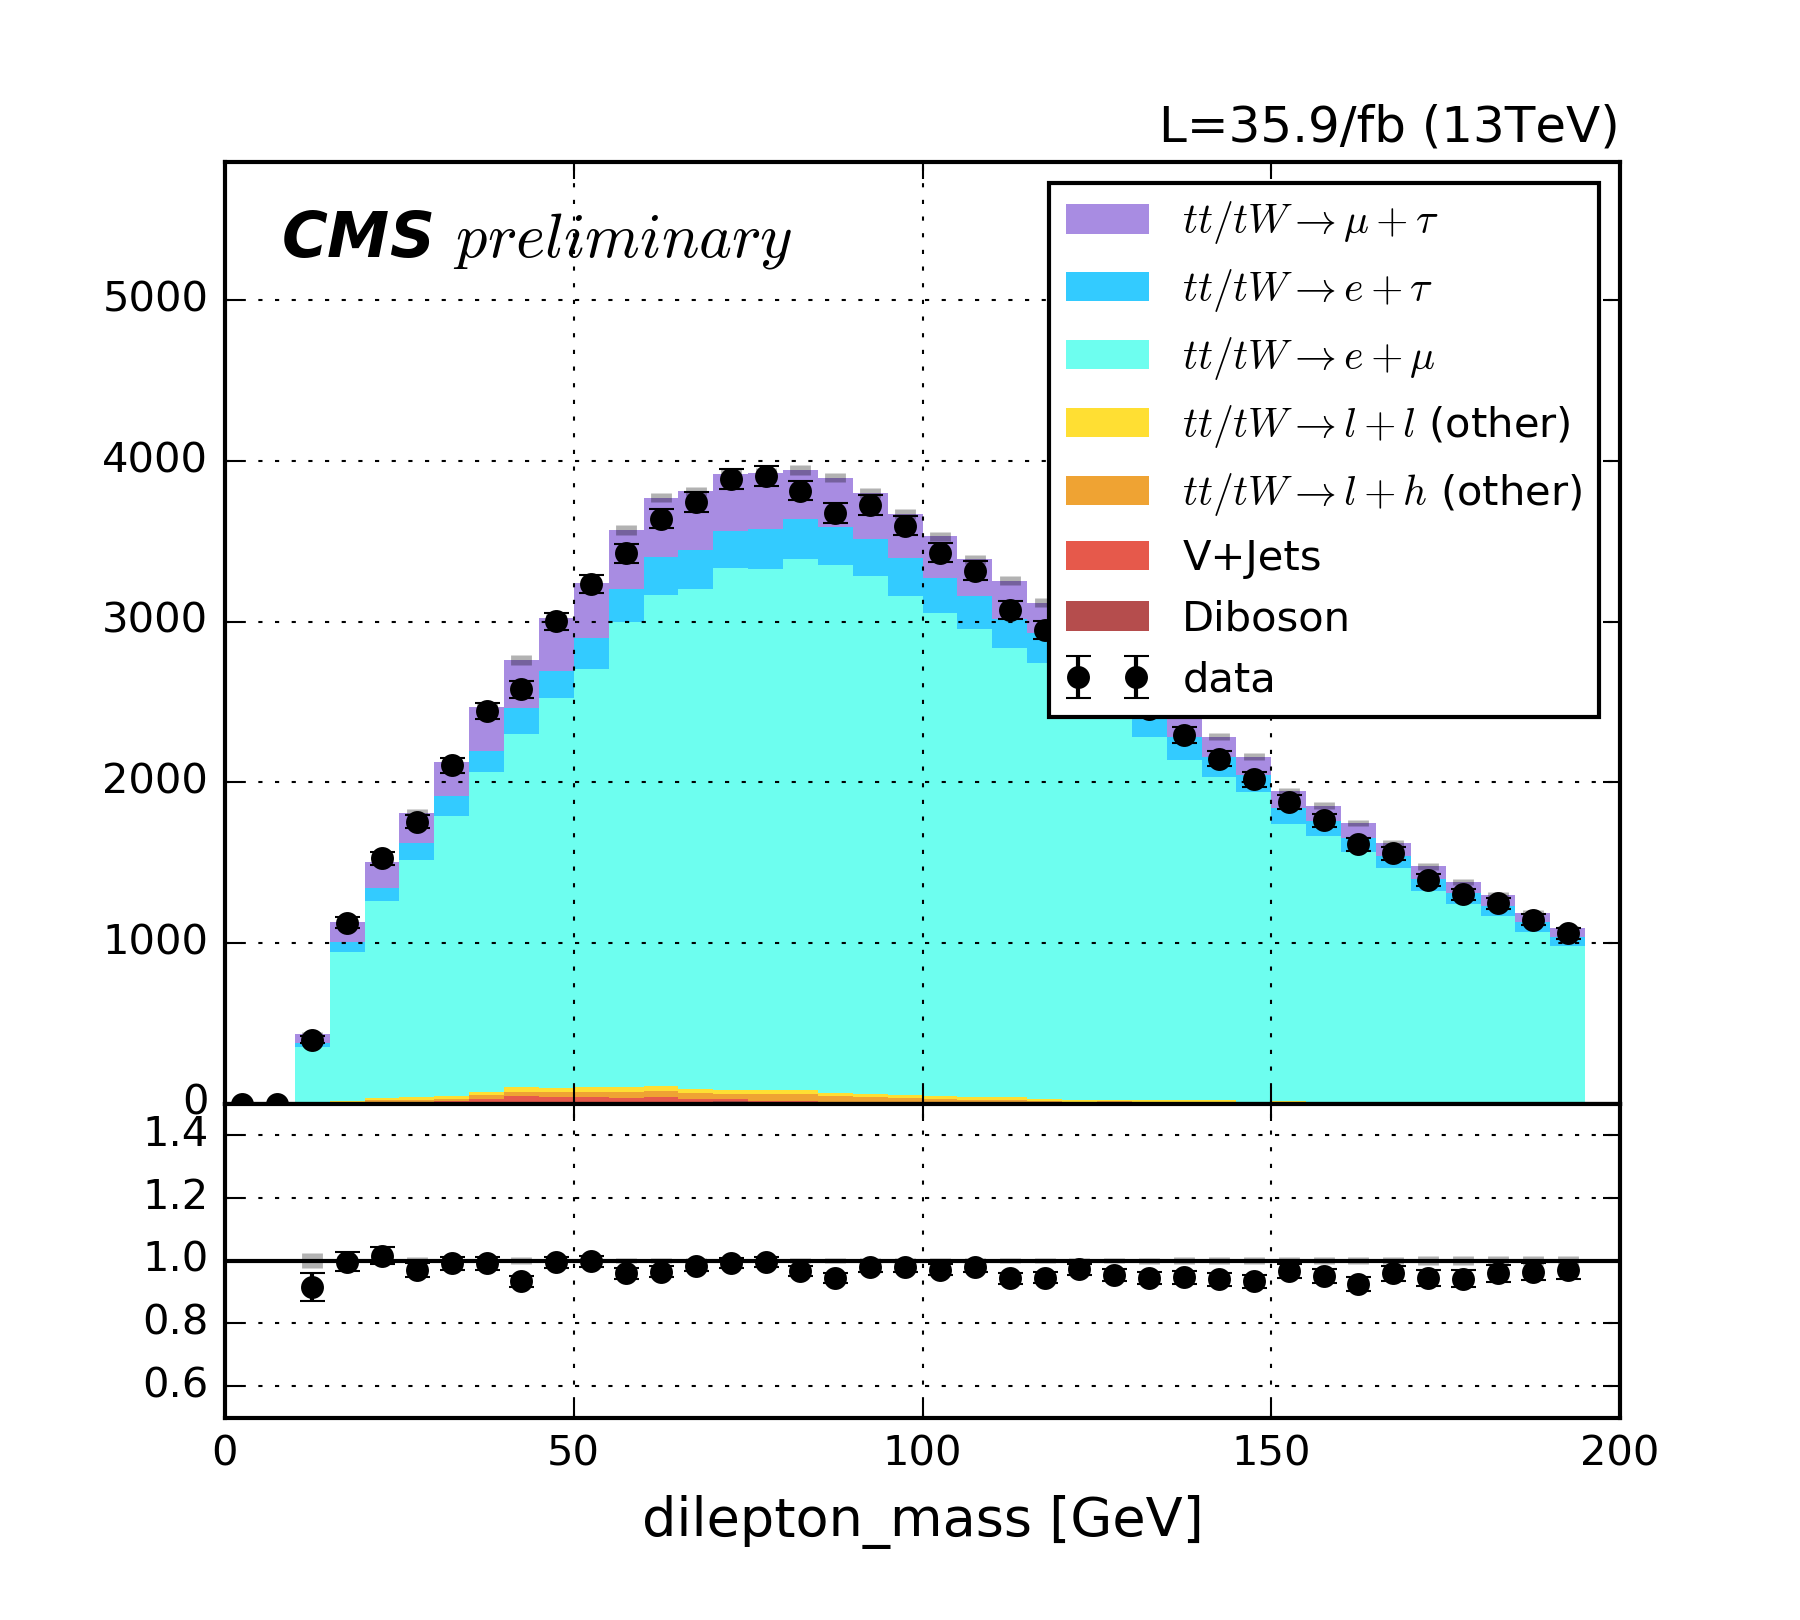 L=35.9/fb (13TeV)
CMS preliminary
tt/tW→μ+τ
tt/tW→e+τ
tt/tW→e+μ
tt/tW→l+l (other)
tt/tW→l+h (other)
V+Jets
Diboson
data
5000
4000
3000
2000
1000
0
1.4
1.2
1.0
0.8
0.6
0 50 100 150 200
dilepton_mass [GeV]